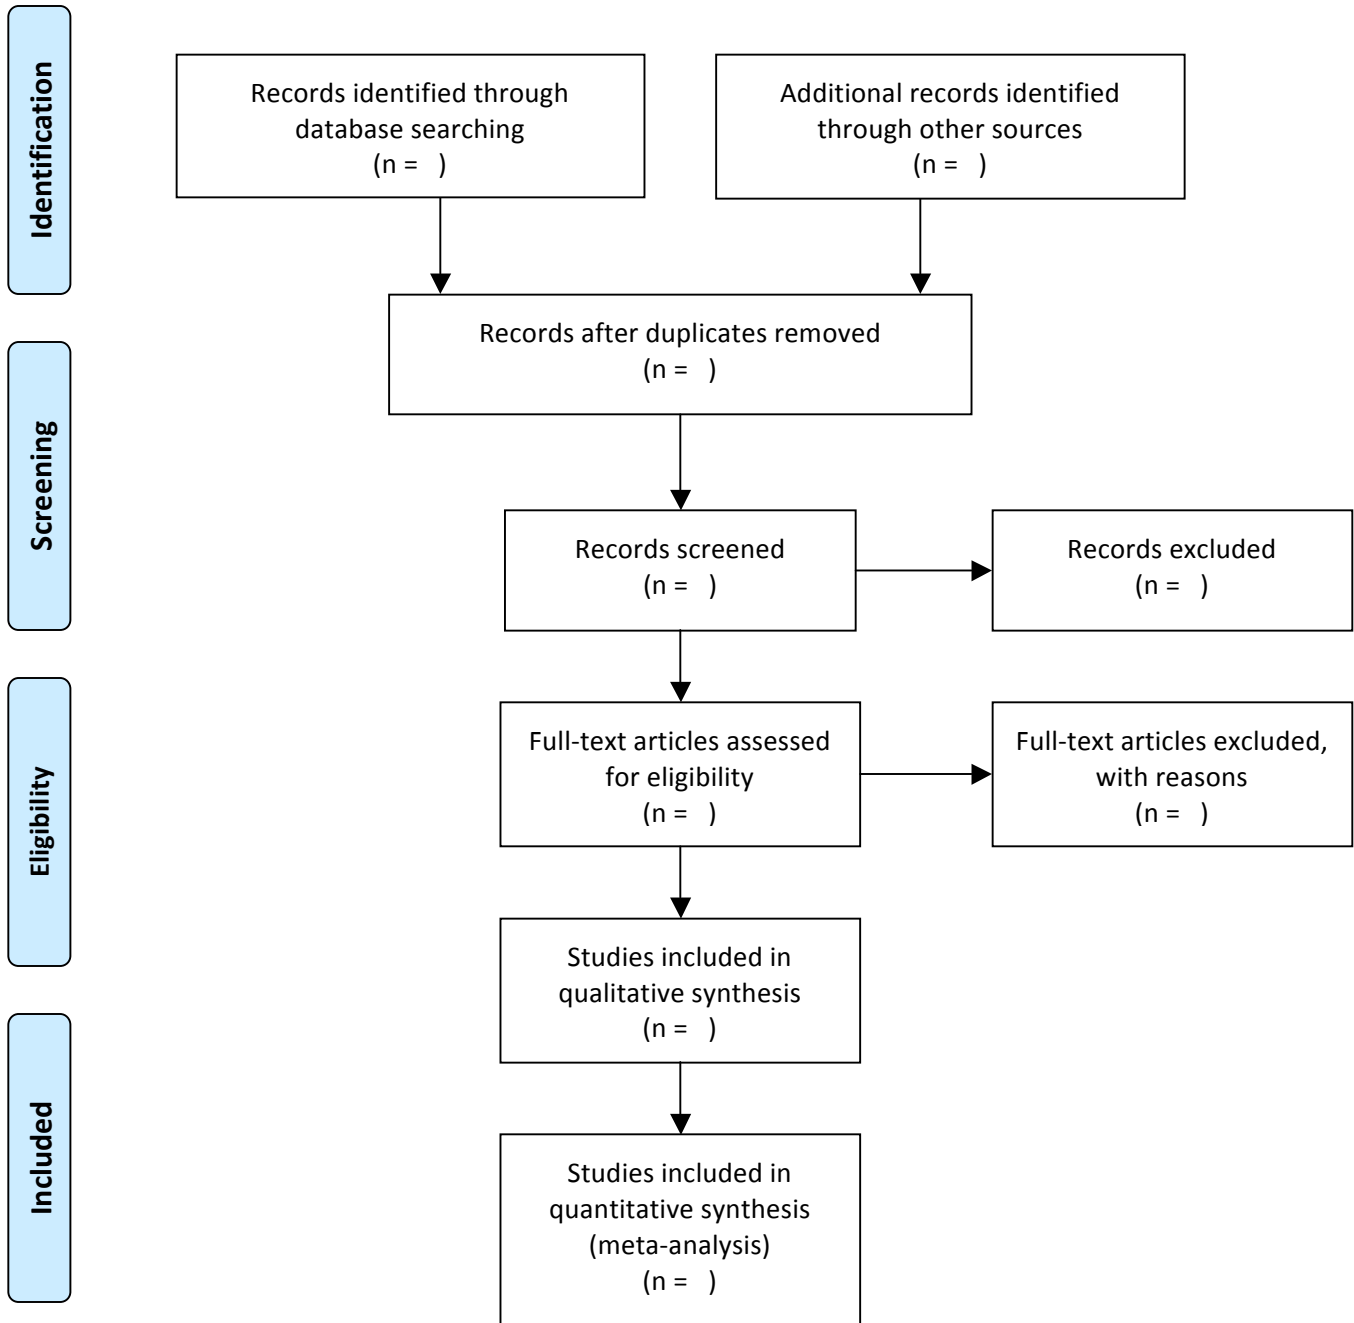 Identification
Records identified through
database searching
(n =   )
Additional records identified
through other sources
(n =   )
Records after duplicates removed
(n =   )
Screening
Records screened
(n =   )
Records excluded
(n =   )
Eligibility
Full-text articles assessed
for eligibility
(n =   )
Full-text articles excluded,
with reasons
(n =   )
Studies included in
qualitative synthesis
(n =   )
Included
Studies included in
quantitative synthesis
(meta-analysis)
(n =   )